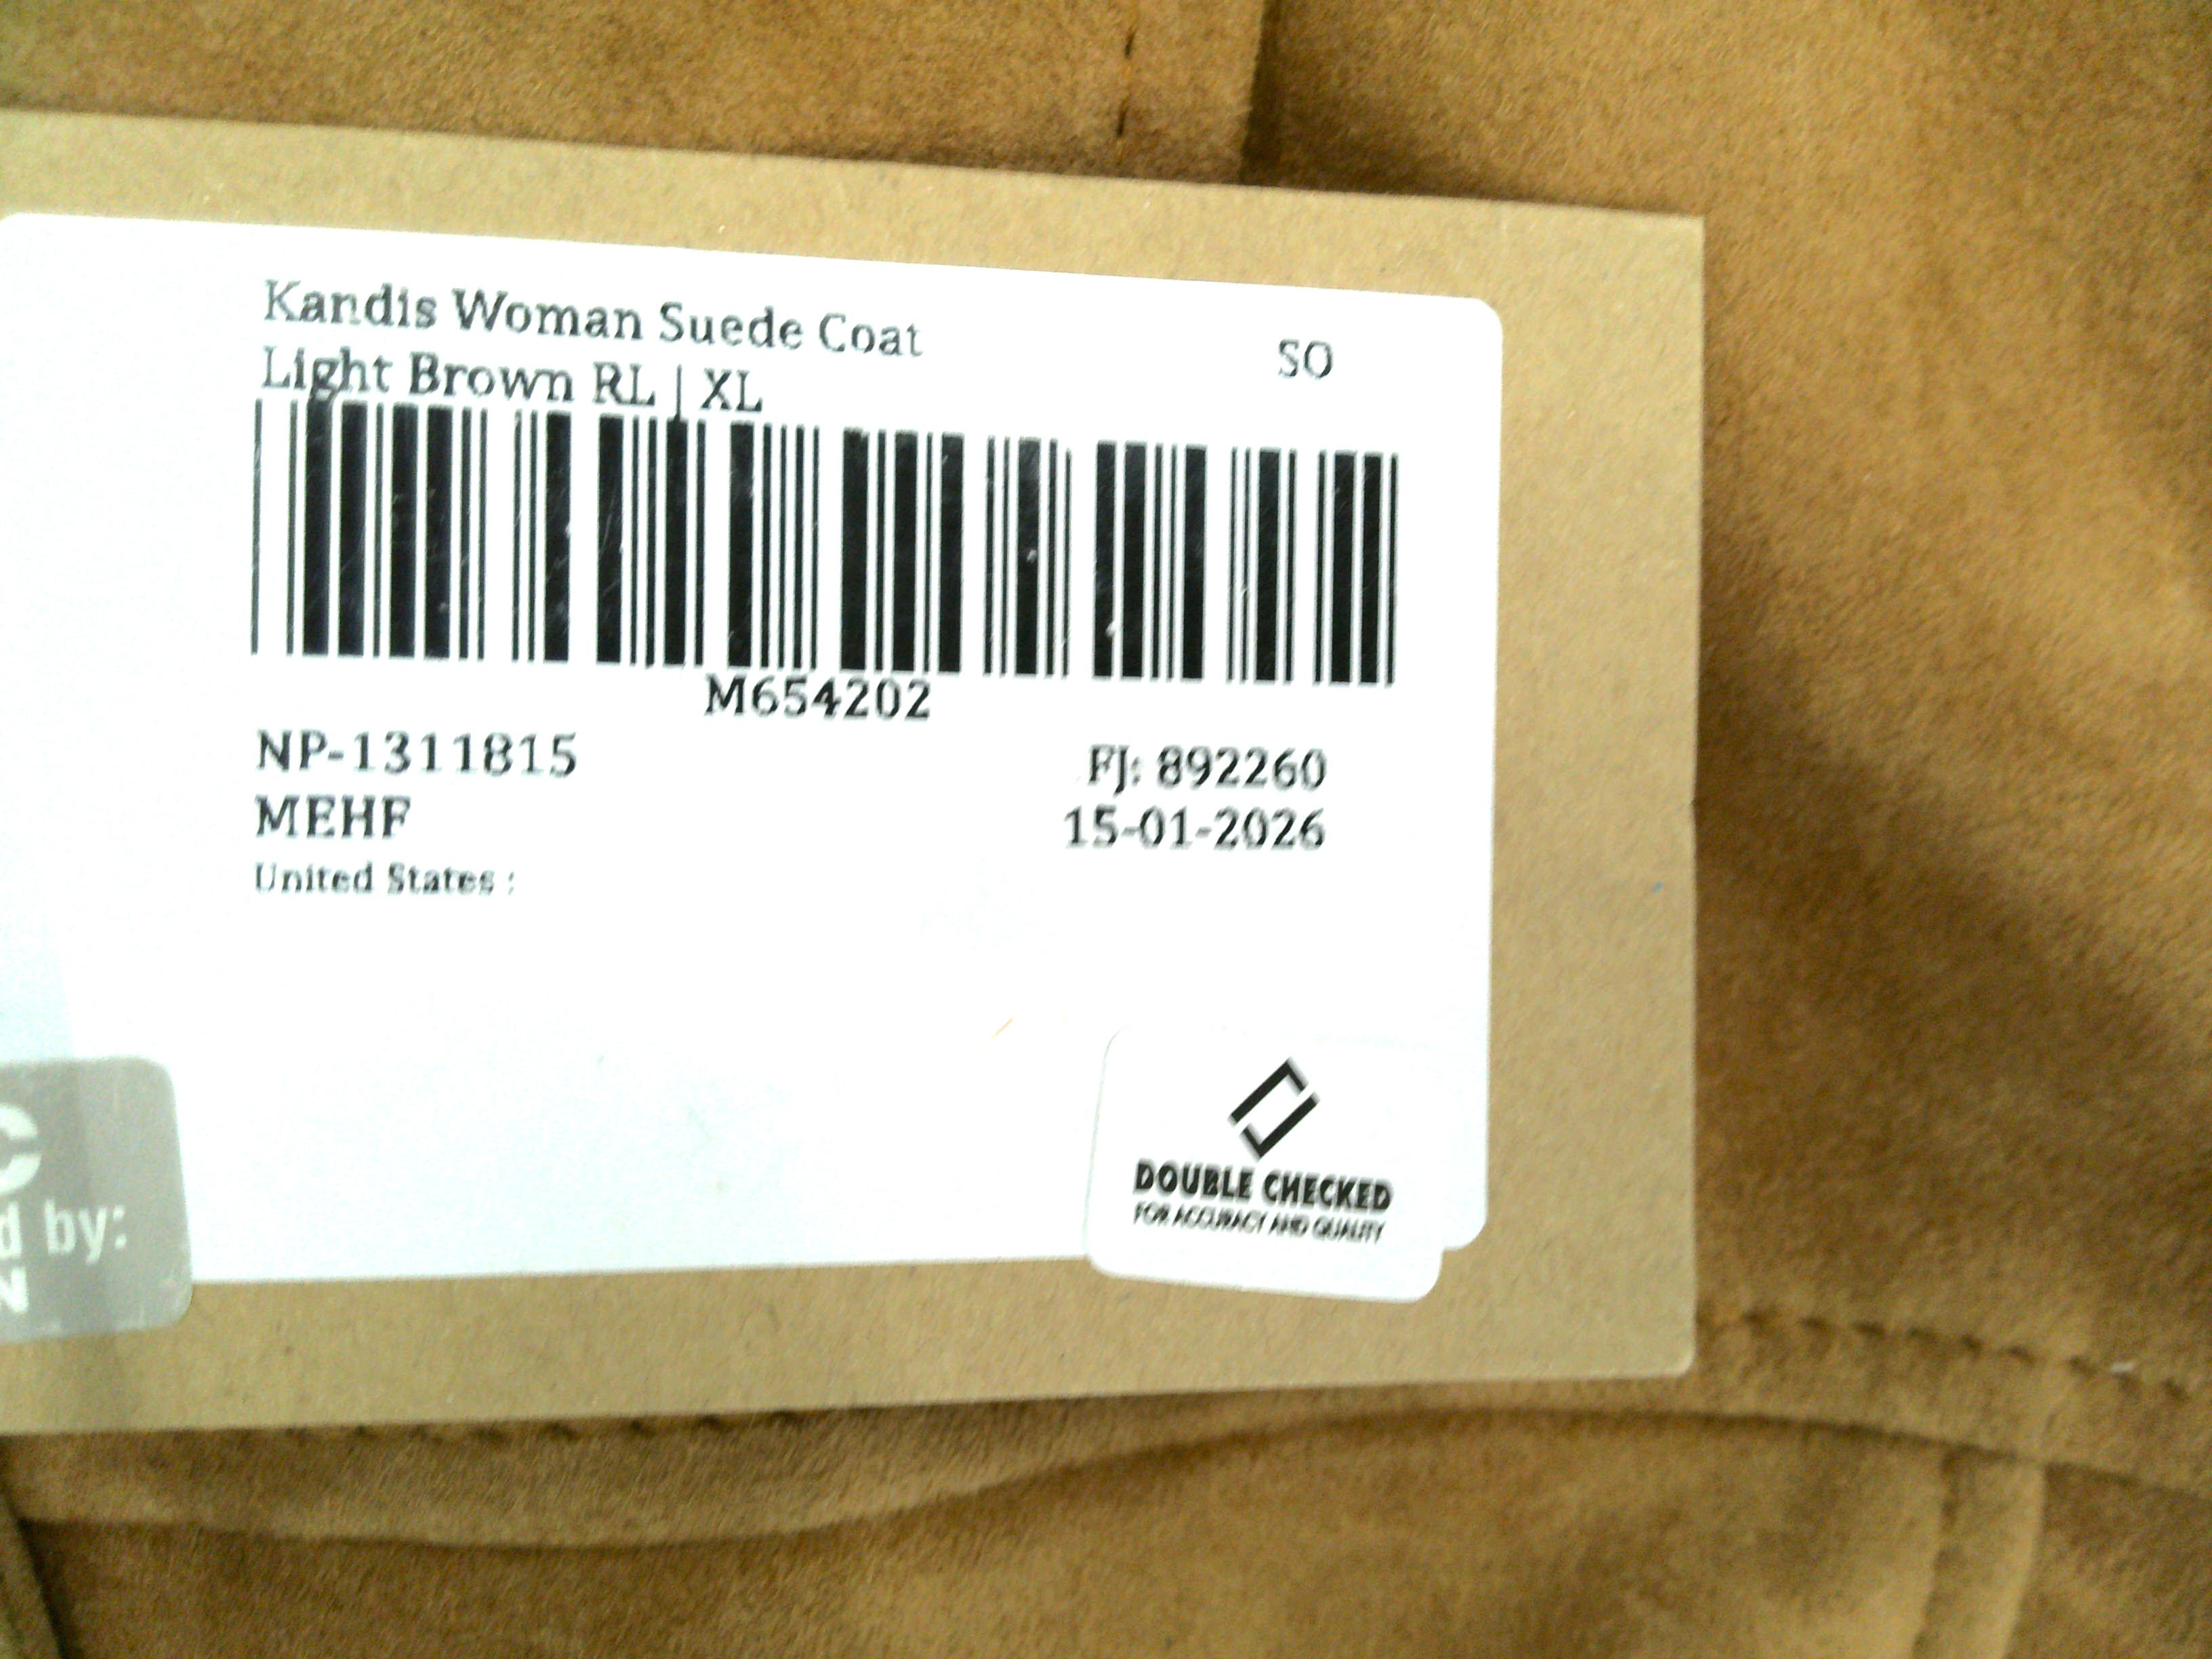 Kandis Woman Suede Coat
SO
Light Brown RL | XL
M654202
NP-1311815
FJ: 892260
MEHF
15-01-2026
United States :
C
d by:
N
DOUBLE CHECKED
FOR ACCURACY AND QUALITY